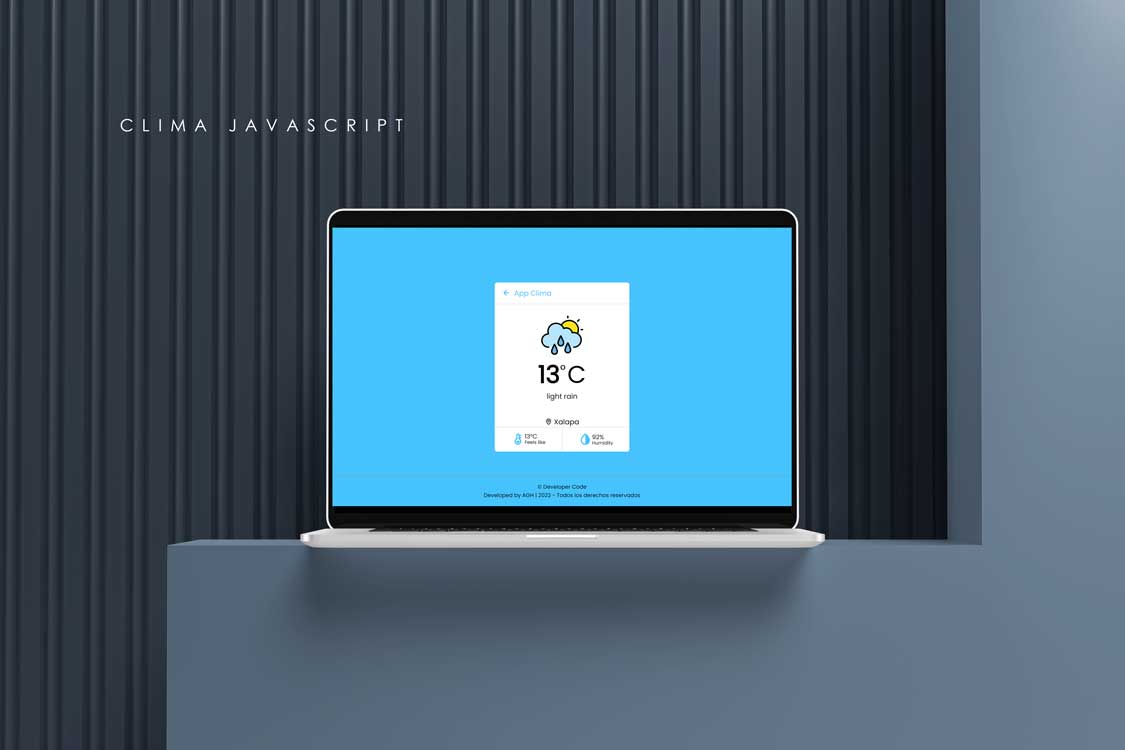 CLIMA JAVASCRIPT
App Clima
13°C
light rain
Xalapa
13°C
Feels like
92%
Humidity
© Developer Code
Developed by AGH | 2022 - Todos los derechos reservados